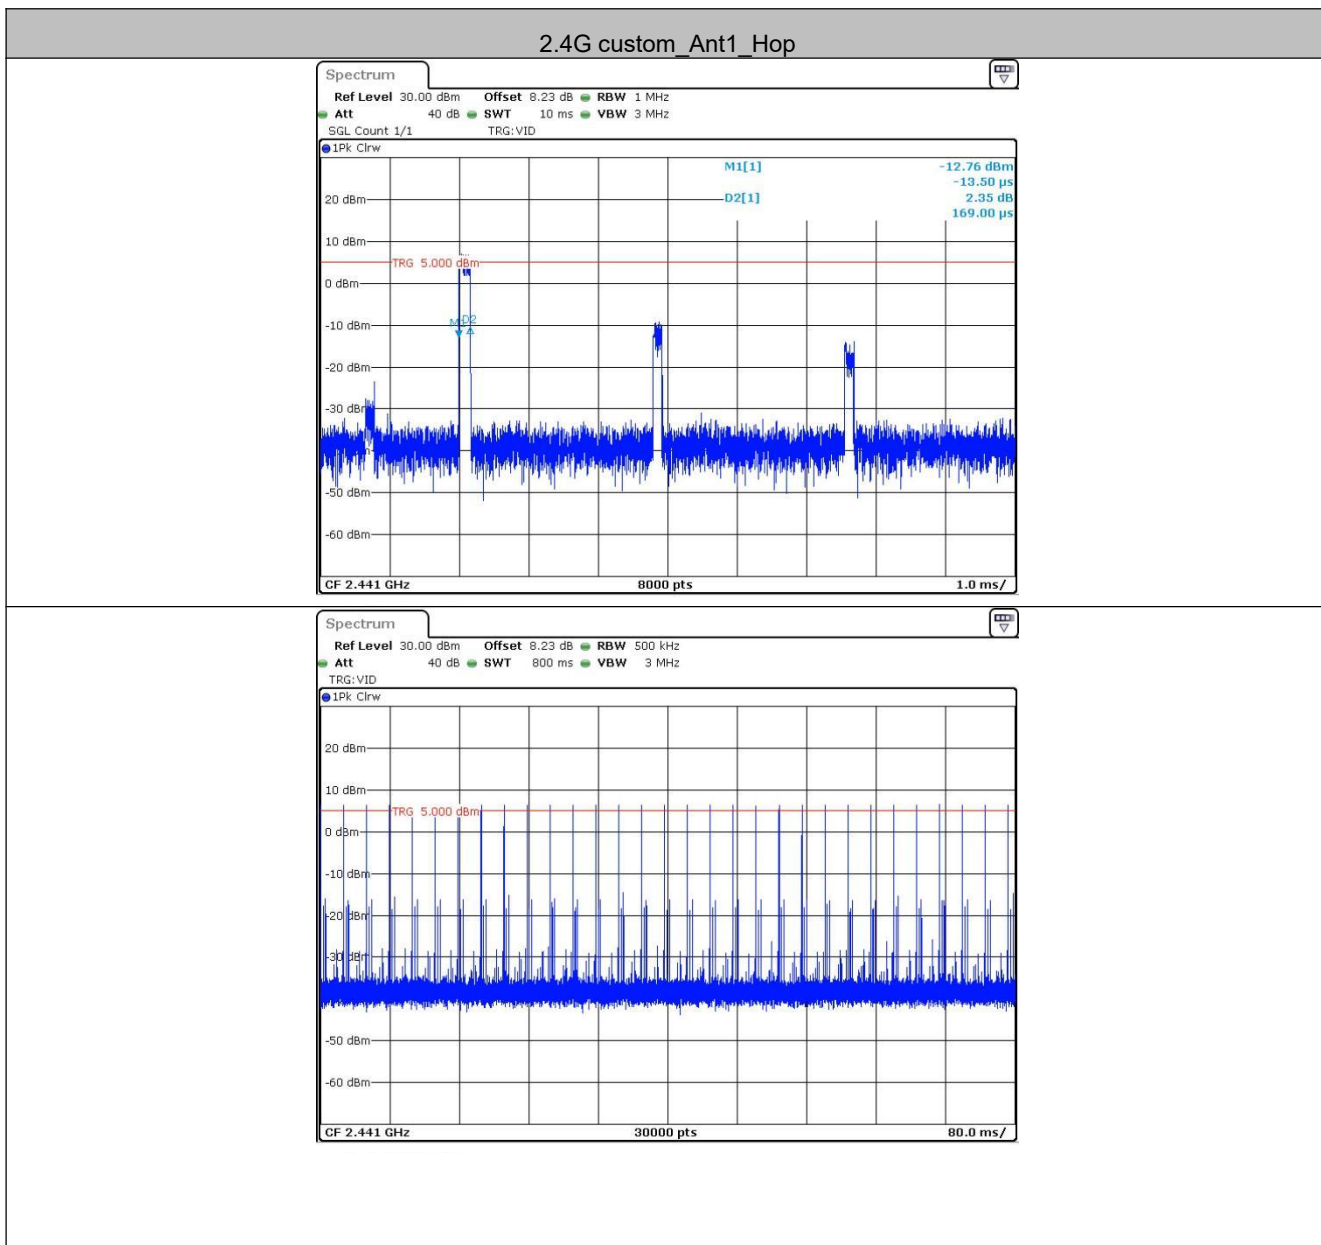 2.4G custom_Ant1_Hop
Spectrum
Ref Level 30.00 dBm Offset 8.23 dB RBW 1 MHz
Att 40 dB SWT 10 ms VBW 3 MHz
SGL Count 1/1 TRG:VID
1Pk Clrw
M1[1] -12.76 dBm
-13.50 µs
20 dBm D2[1] 2.35 dB
169.00 µs
10 dBm
TRG 5.000 dBm
0 dBm
-10 dBm D2
-20 dBm
-30 dBm
-50 dBm
-60 dBm
CF 2.441 GHz 8000 pts 1.0 ms/
Spectrum
Ref Level 30.00 dBm Offset 8.23 dB RBW 500 kHz
Att 40 dB SWT 800 ms VBW 3 MHz
TRG:VID
1Pk Clrw
20 dBm
10 dBm
TRG 5.000 dBm
0 dBm
-10 dBm
-20 dBm
-30 dBm
-50 dBm
-60 dBm
CF 2.441 GHz 30000 pts 80.0 ms/